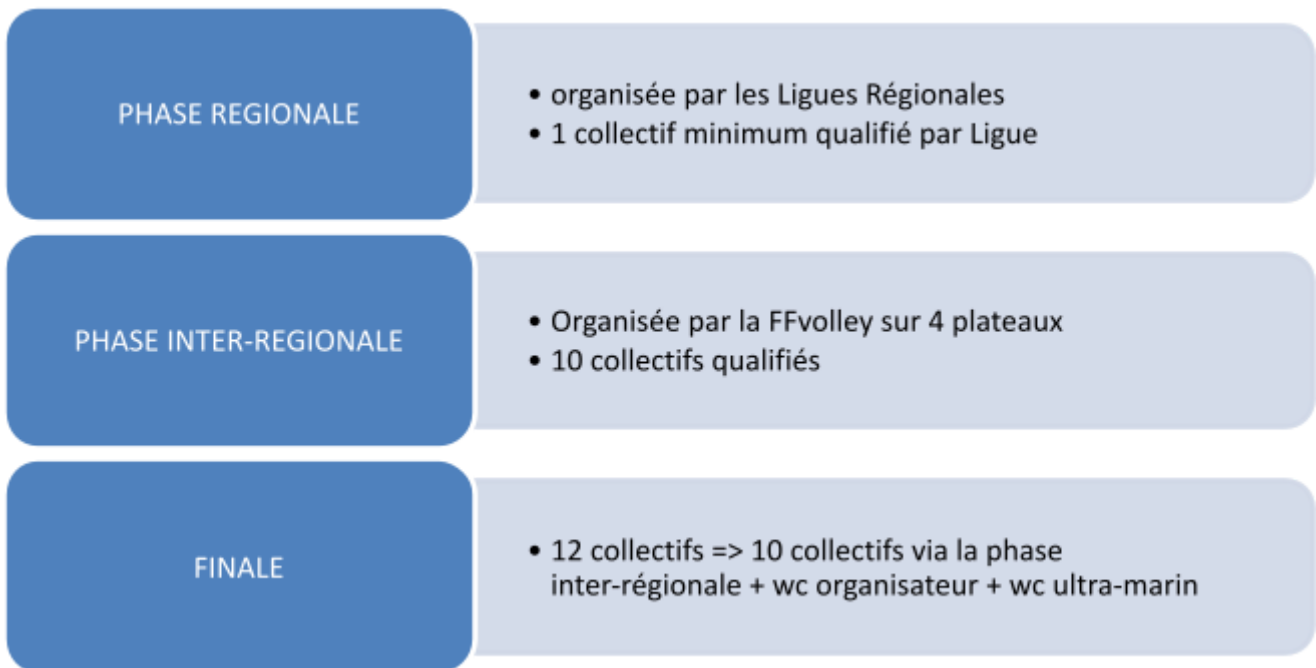 PHASE REGIONALE
• organisée par les Ligues Régionales
• 1 collectif minimum qualifié par Ligue
PHASE INTER-REGIONALE
• Organisée par la FFvolley sur 4 plateaux
• 10 collectifs qualifiés
FINALE
• 12 collectifs => 10 collectifs via la phase
inter-régionale + wc organisateur + wc ultra-marin